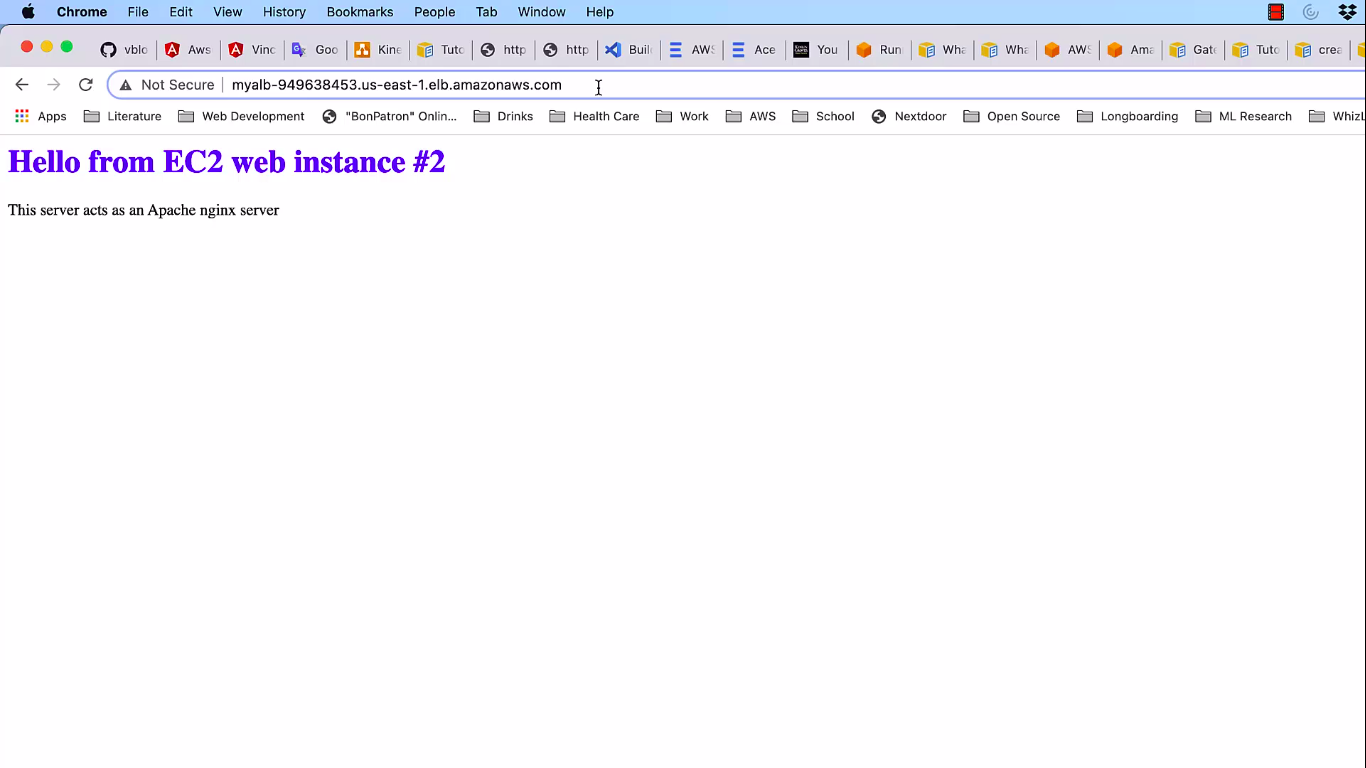 Chrome File Edit View History Bookmarks People Tab Window Help
vblo Aws Vinc Goo Kine Tuto http http Buil AWS Ace You Run Wha Wha AWS Ama Gate Tuto crea
Not Secure myalb-949638453.us-east-1.elb.amazonaws.com
Apps Literature Web Development "BonPatron" Onlin... Drinks Health Care Work AWS School Nextdoor Open Source Longboarding ML Research WhizL
Hello from EC2 web instance #2
This server acts as an Apache nginx server